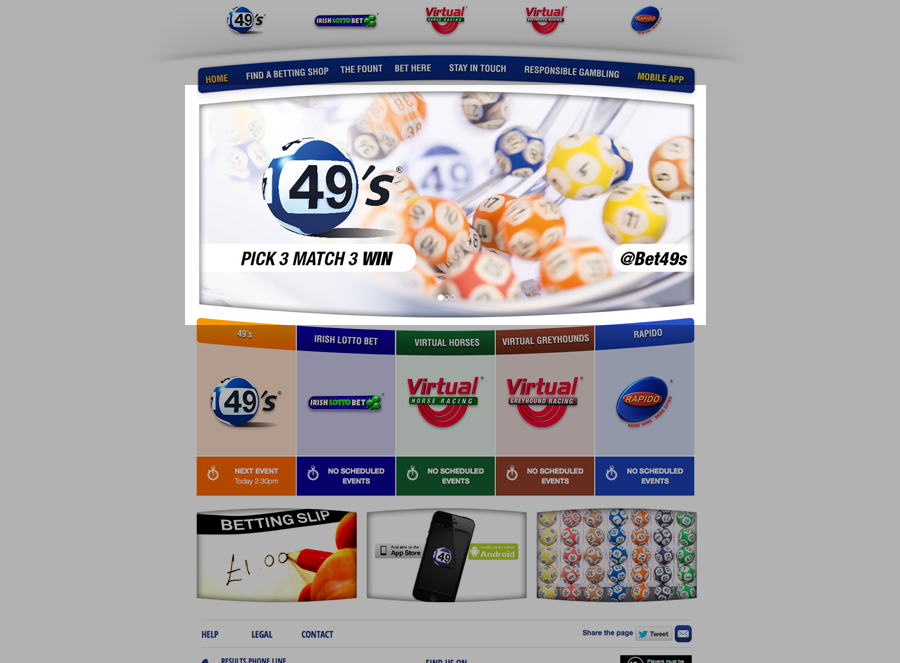 49's
IRISH LOTTO BET
Virtual
HORSE RACING
Virtual
GREYHOUND RACING
RAPIDO
HOME
FIND A BETTING SHOP
THE FOUNT
BET HERE
STAY IN TOUCH
RESPONSIBLE GAMBLING
MOBILE APP
49's®
PICK 3 MATCH 3 WIN
@Bet49s
49's
IRISH LOTTO BET
VIRTUAL HORSES
VIRTUAL GREYHOUNDS
RAPIDO
49's
IRISH LOTTO BET
Virtual
HORSE RACING
Virtual
GREYHOUND RACING
RAPIDO
NEXT EVENT
Today 2:30pm
NO SCHEDULED
EVENTS
NO SCHEDULED
EVENTS
NO SCHEDULED
EVENTS
NO SCHEDULED
EVENTS
BETTING SLIP
£1.00
Available on the
App Store
49
Android
HELP
LEGAL
CONTACT
Share the page
Tweet
RESULTS PHONE LINE
FIND US ON
Players must be